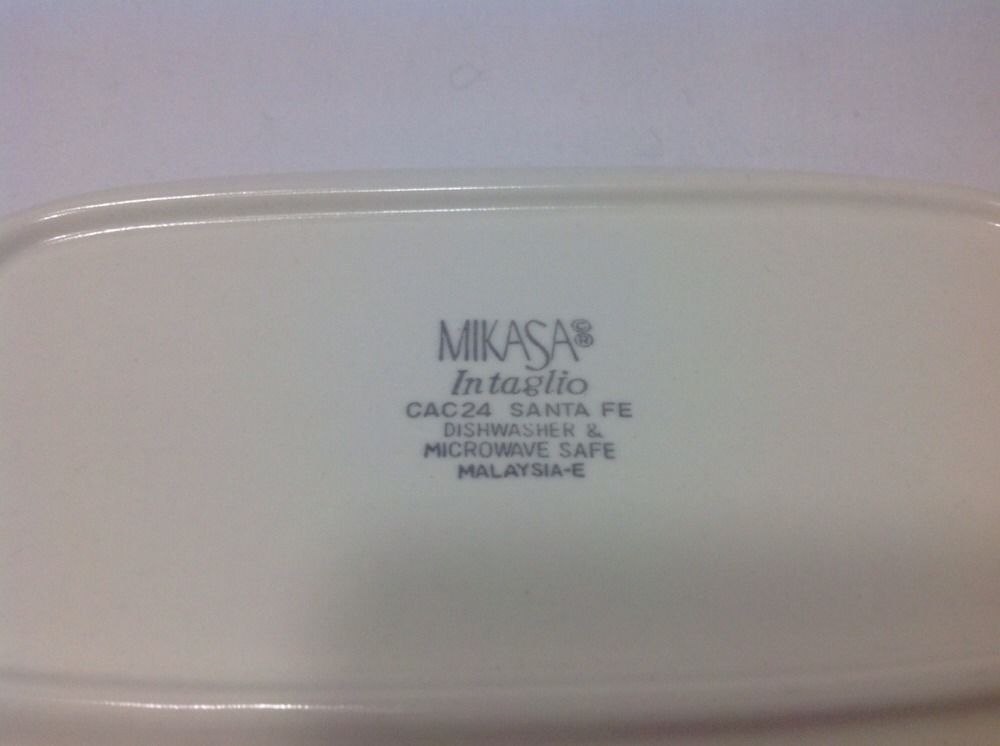 MIKASA©®
Intaglio
CAC24 SANTA FE
DISHWASHER &
MICROWAVE SAFE
MALAYSIA-E